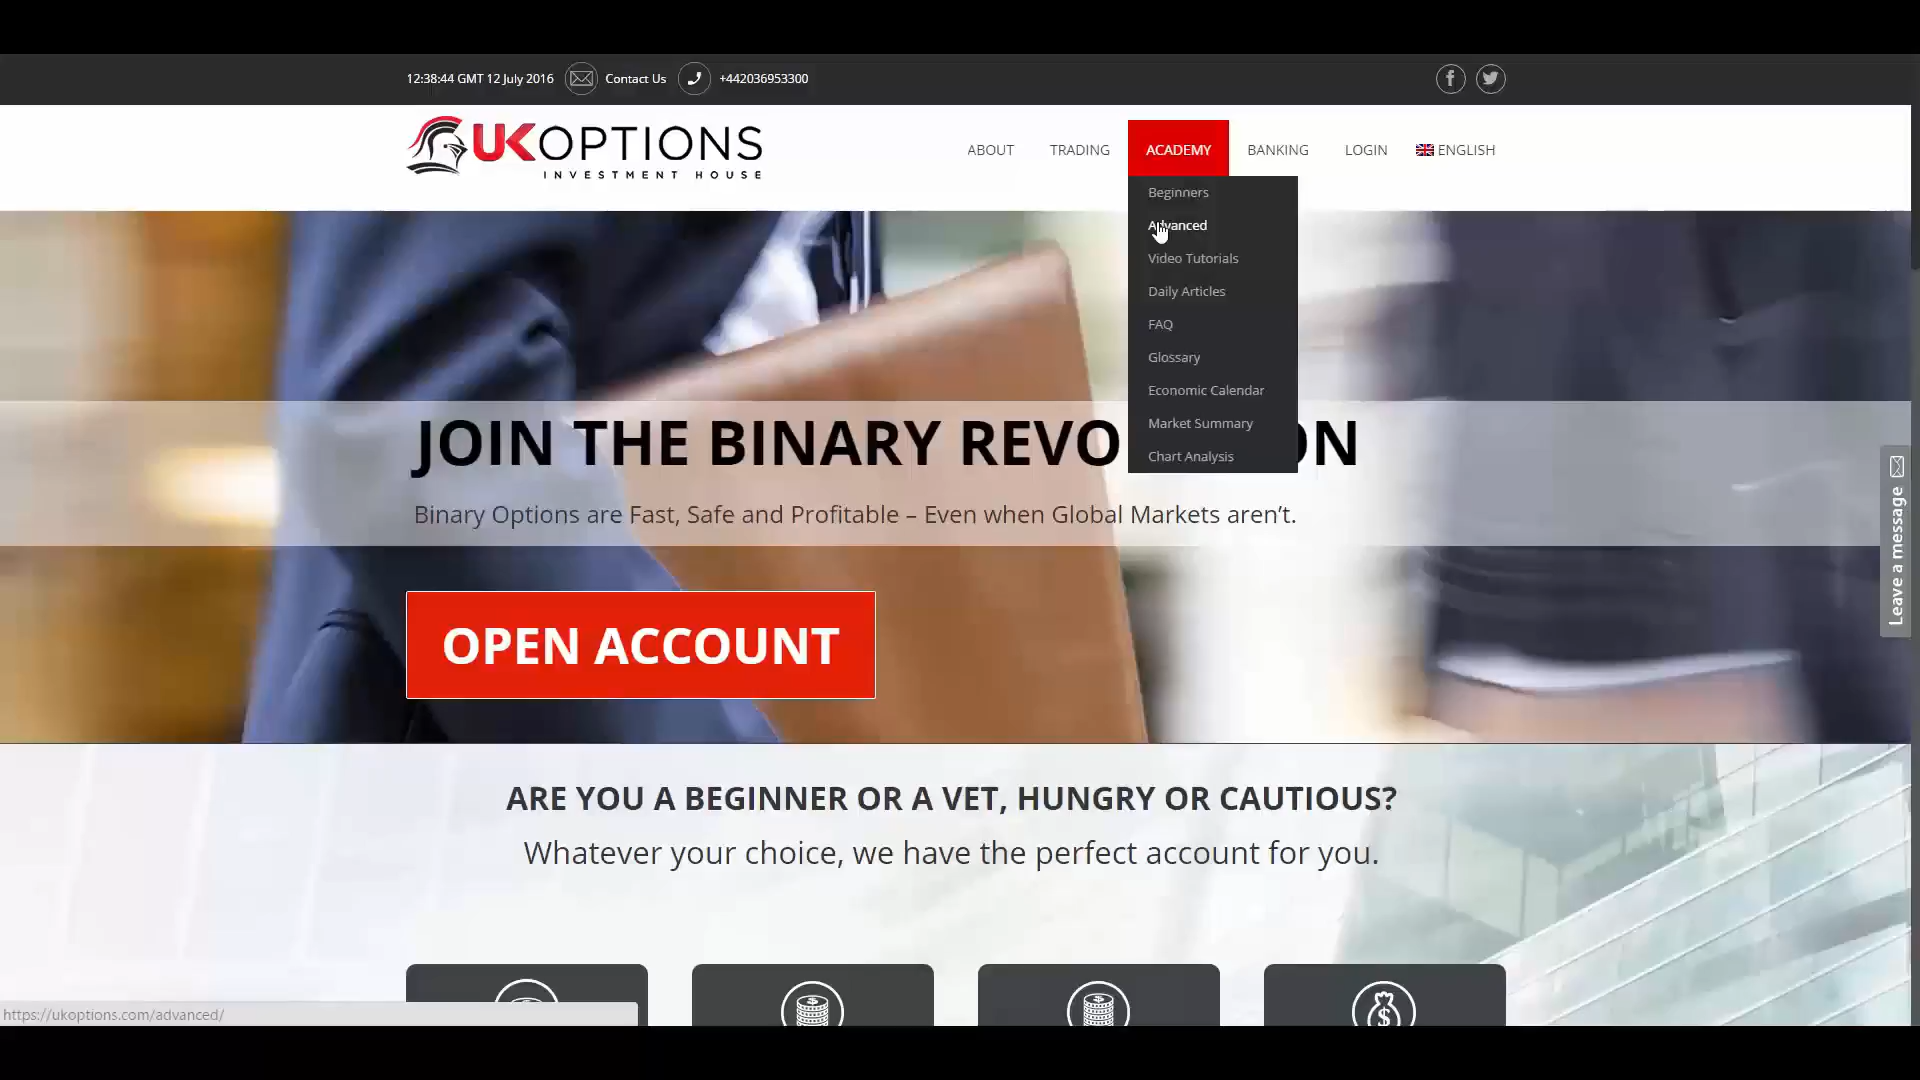 12:38:44 GMT 12 July 2016 Contact Us +442036953300
UKOPTIONS
INVESTMENT HOUSE
ABOUT TRADING ACADEMY BANKING LOGIN ENGLISH
Beginners
Advanced
Video Tutorials
Daily Articles
FAQ
Glossary
Economic Calendar
Market Summary
Chart Analysis
JOIN THE BINARY REVO ON
Binary Options are Fast, Safe and Profitable – Even when Global Markets aren't.
OPEN ACCOUNT
Leave a message
ARE YOU A BEGINNER OR A VET, HUNGRY OR CAUTIOUS?
Whatever your choice, we have the perfect account for you.
https://ukoptions.com/advanced/